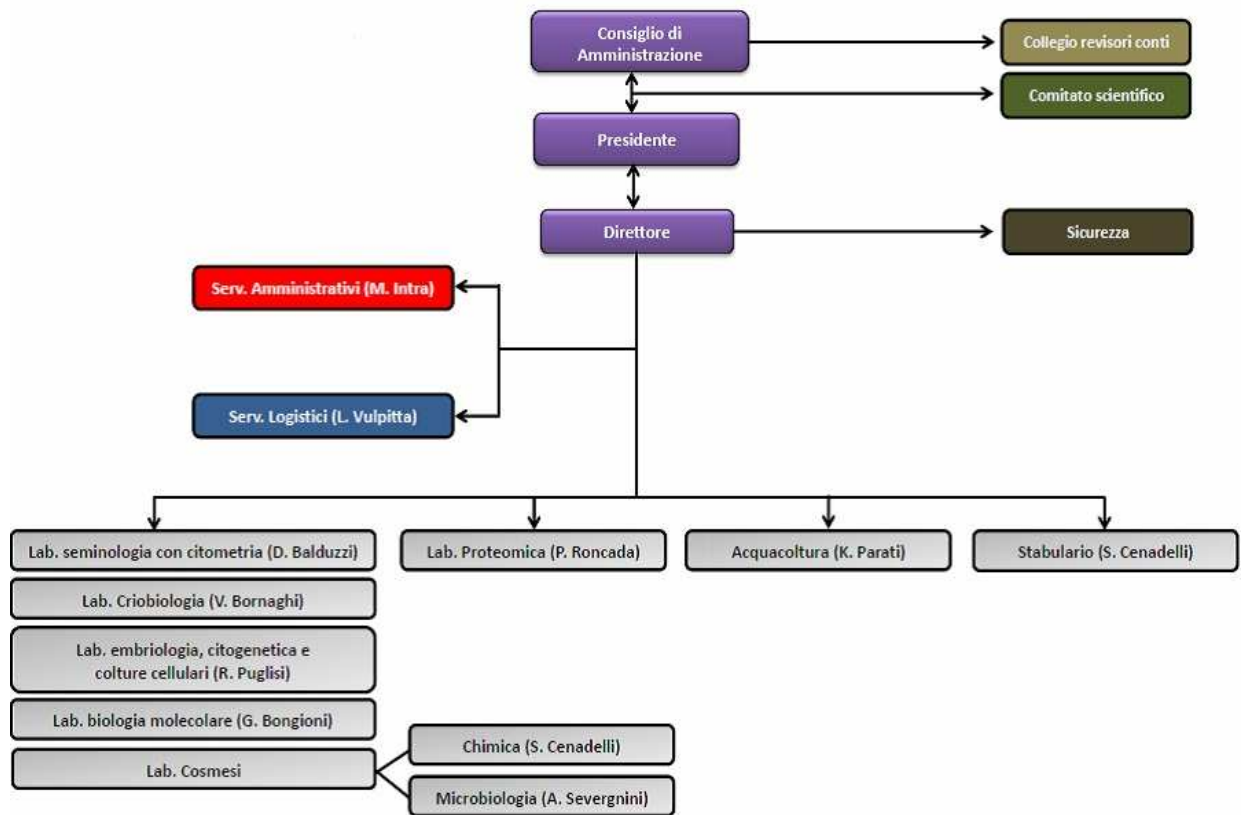 Consiglio di
Amministrazione
Collegio revisori conti
Comitato scientifico
Presidente
Direttore
Sicurezza
Serv. Amministrativi (M. Intra)
Serv. Logistici (L. Vulpitta)
Lab. seminologia con citometria (D. Balduzzi)
Lab. Proteomica (P. Roncada)
Acquacoltura (K. Parati)
Stabulario (S. Cenadelli)
Lab. Criobiologia (V. Bornaghi)
Lab. embriologia, citogenetica e
colture cellulari (R. Puglisi)
Lab. biologia molecolare (G. Bongioni)
Lab. Cosmesi
Chimica (S. Cenadelli)
Microbiologia (A. Severgnini)